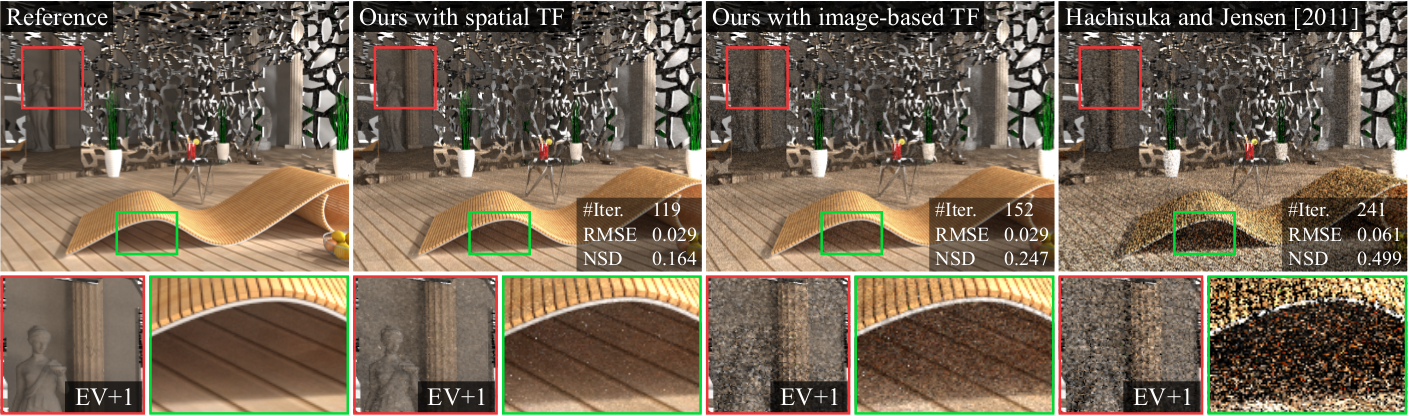 Reference
Ours with spatial TF
Ours with image-based TF
Hachisuka and Jensen [2011]
#Iter. 119
RMSE 0.029
NSD 0.164
#Iter. 152
RMSE 0.029
NSD 0.247
#Iter. 241
RMSE 0.061
NSD 0.499
EV+1
EV+1
EV+1
EV+1